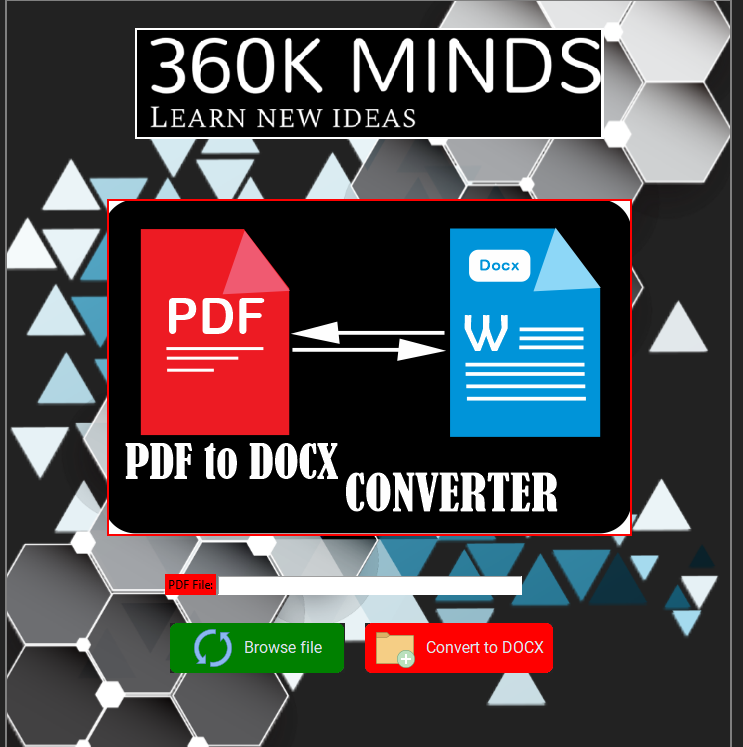 360K MINDS
LEARN NEW IDEAS
PDF
Docx
W
PDF to DOCX
CONVERTER
PDF File:
Browse file
Convert to DOCX